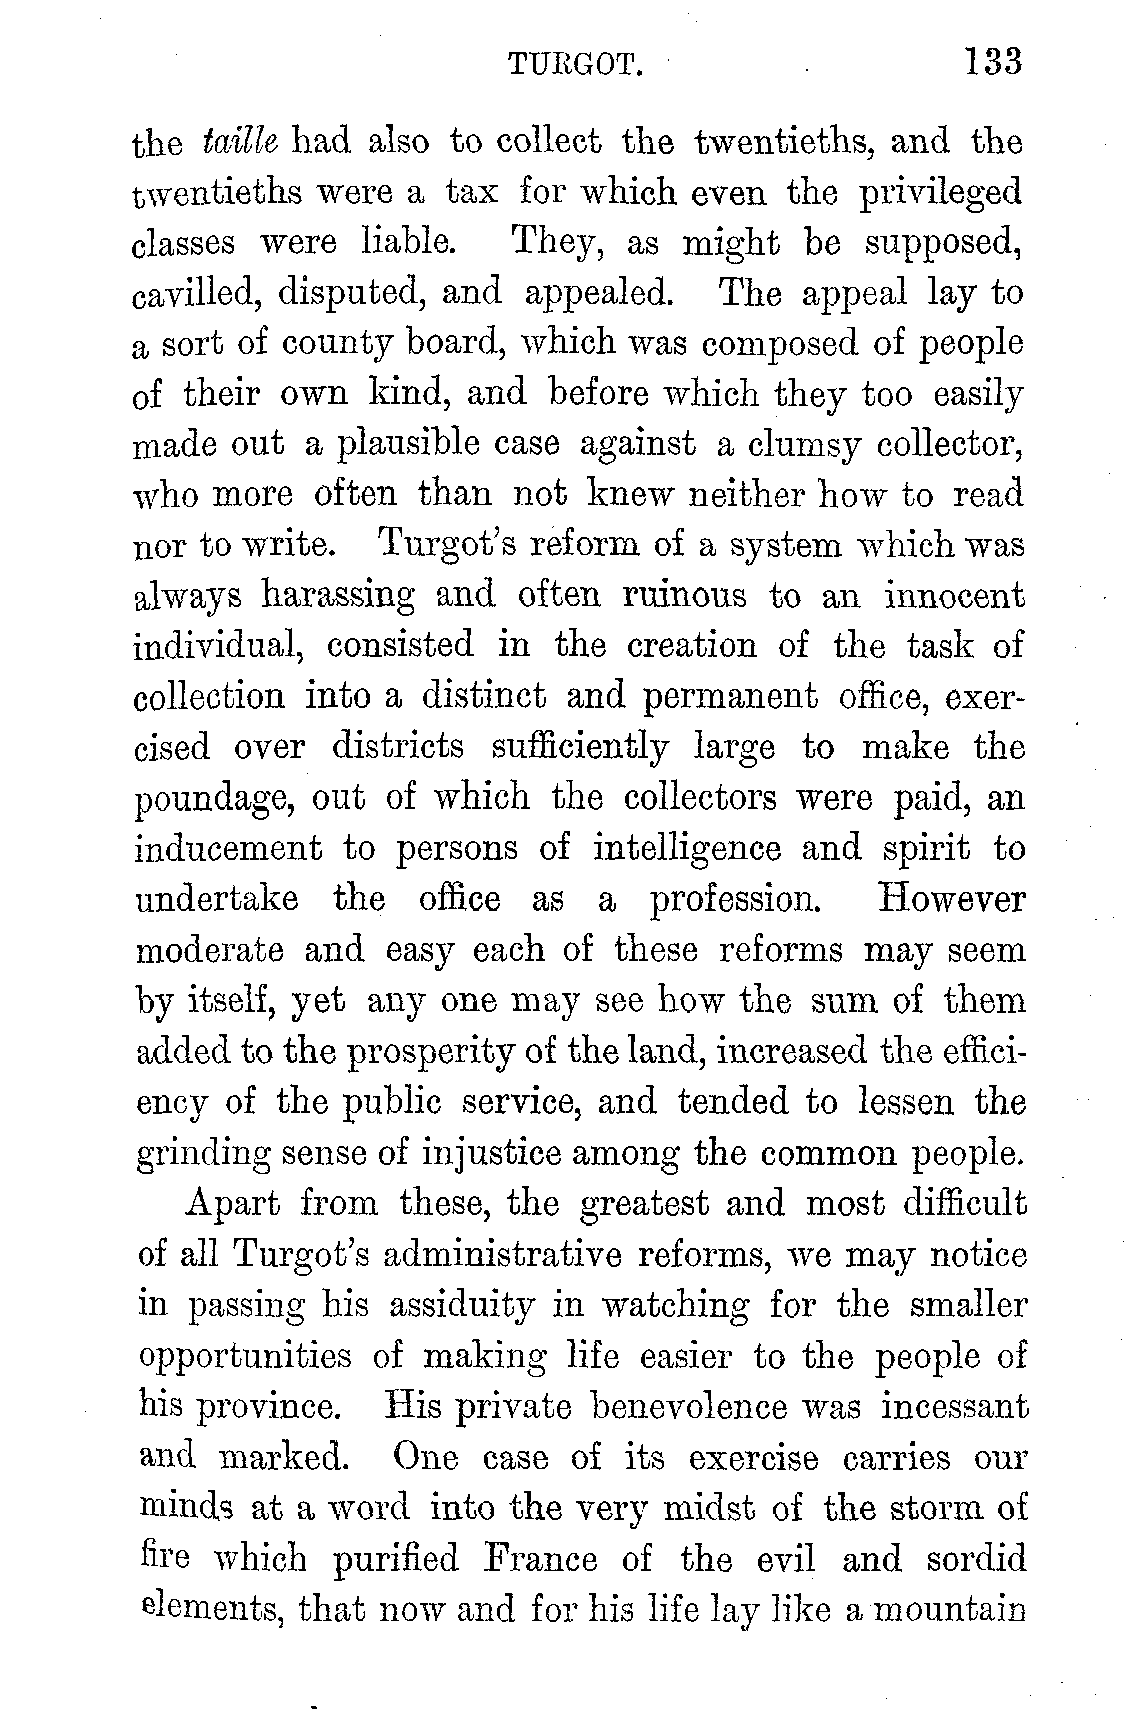 TURGOT. 133
the taille had also to collect the twentieths, and the
twentieths were a tax for which even the privileged
classes were liable. They, as might be supposed,
cavilled, disputed, and appealed. The appeal lay to
a sort of county board, which was composed of people
of their own kind, and before which they too easily
made out a plausible case against a clumsy collector,
who more often than not knew neither how to read
nor to write. Turgot's reform of a system which was
always harassing and often ruinous to an innocent
individual, consisted in the creation of the task of
collection into a distinct and permanent office, exer-
cised over districts sufficiently large to make the
poundage, out of which the collectors were paid, an
inducement to persons of intelligence and spirit to
undertake the office as a profession. However
moderate and easy each of these reforms may seem
by itself, yet any one may see how the sum of them
added to the prosperity of the land, increased the effici-
ency of the public service, and tended to lessen the
grinding sense of injustice among the common people.
Apart from these, the greatest and most difficult
of all Turgot's administrative reforms, we may notice
in passing his assiduity in watching for the smaller
opportunities of making life easier to the people of
his province. His private benevolence was incessant
and marked. One case of its exercise carries our
minds at a word into the very midst of the storm of
fire which purified France of the evil and sordid
elements, that now and for his life lay like a mountain